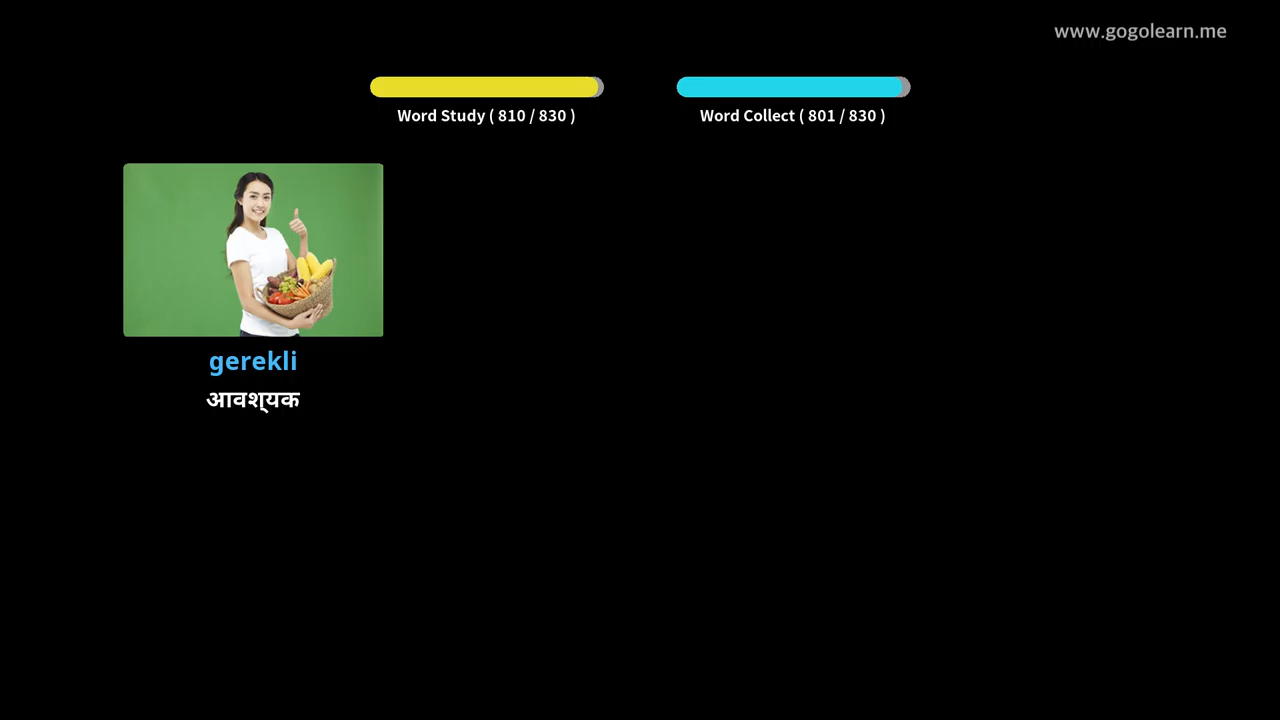 www.gogolearn.me
Word Study ( 810 / 830 )
Word Collect ( 801 / 830 )
gerekli
आवश्यक